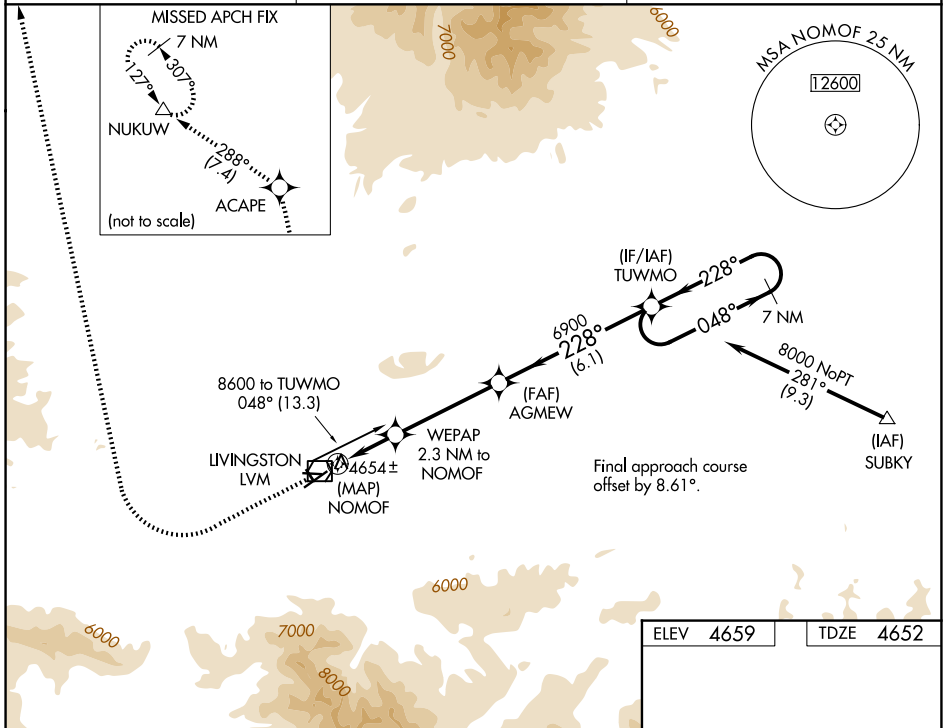 MISSED APCH FIX
7 NM
307°
127°
NUKUW
288°
(7.4)
ACAPE
(not to scale)
7000
6000
MSA NOMOF 25 NM
12600
(IF/IAF)
TUWMO
228°
048°
7 NM
6900
228°
(6.1)
8000 NoPT
281°
(9.3)
(IAF)
SUBKY
(FAF)
AGMEW
8600 to TUWMO
048° (13.3)
WEPAP
2.3 NM to
NOMOF
LIVINGSTON
LVM
4654±
(MAP)
NOMOF
Final approach course
offset by 8.61°.
6000
6000
7000
8000
ELEV 4659
TDZE 4652